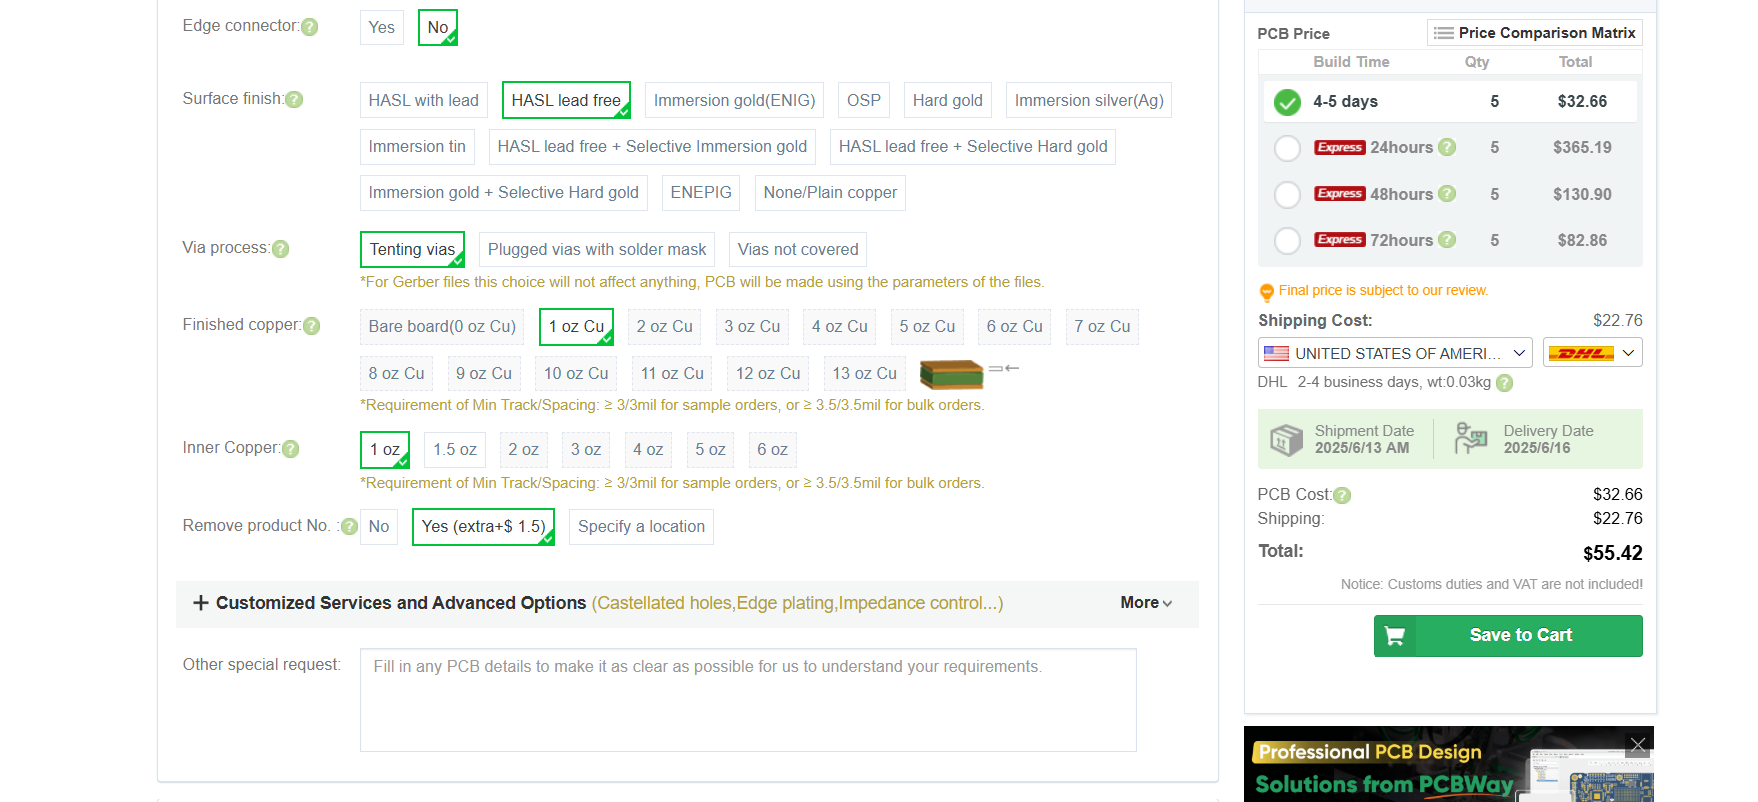 Edge connector:
Yes
No
Surface finish:
HASL with lead
HASL lead free
Immersion gold(ENIG)
OSP
Hard gold
Immersion silver(Ag)
Immersion tin
HASL lead free + Selective Immersion gold
HASL lead free + Selective Hard gold
Immersion gold + Selective Hard gold
ENEPIG
None/Plain copper
Via process:
Tenting vias
Plugged vias with solder mask
Vias not covered
*For Gerber files this choice will not affect anything, PCB will be made using the parameters of the files.
Finished copper:
Bare board(0 oz Cu)
1 oz Cu
2 oz Cu
3 oz Cu
4 oz Cu
5 oz Cu
6 oz Cu
7 oz Cu
8 oz Cu
9 oz Cu
10 oz Cu
11 oz Cu
12 oz Cu
13 oz Cu
*Requirement of Min Track/Spacing: ≥ 3/3mil for sample orders, or ≥ 3.5/3.5mil for bulk orders.
Inner Copper:
1 oz
1.5 oz
2 oz
3 oz
4 oz
5 oz
6 oz
*Requirement of Min Track/Spacing: ≥ 3/3mil for sample orders, or ≥ 3.5/3.5mil for bulk orders.
Remove product No. :
No
Yes (extra+$ 1.5)
Specify a location
Customized Services and Advanced Options (Castellated holes,Edge plating,Impedance control...)
More
Other special request:
Fill in any PCB details to make it as clear as possible for us to understand your requirements.
PCB Price
Price Comparison Matrix
Build Time Qty Total
4-5 days 5 $32.66
Express 24hours 5 $365.19
Express 48hours 5 $130.90
Express 72hours 5 $82.86
Final price is subject to our review.
Shipping Cost: $22.76
UNITED STATES OF AMERI...
DHL
DHL 2-4 business days, wt:0.03kg
Shipment Date
2025/6/13 AM
Delivery Date
2025/6/16
PCB Cost: $32.66
Shipping: $22.76
Total: $55.42
Notice: Customs duties and VAT are not included!
Save to Cart
Professional PCB Design
Solutions from PCBWay